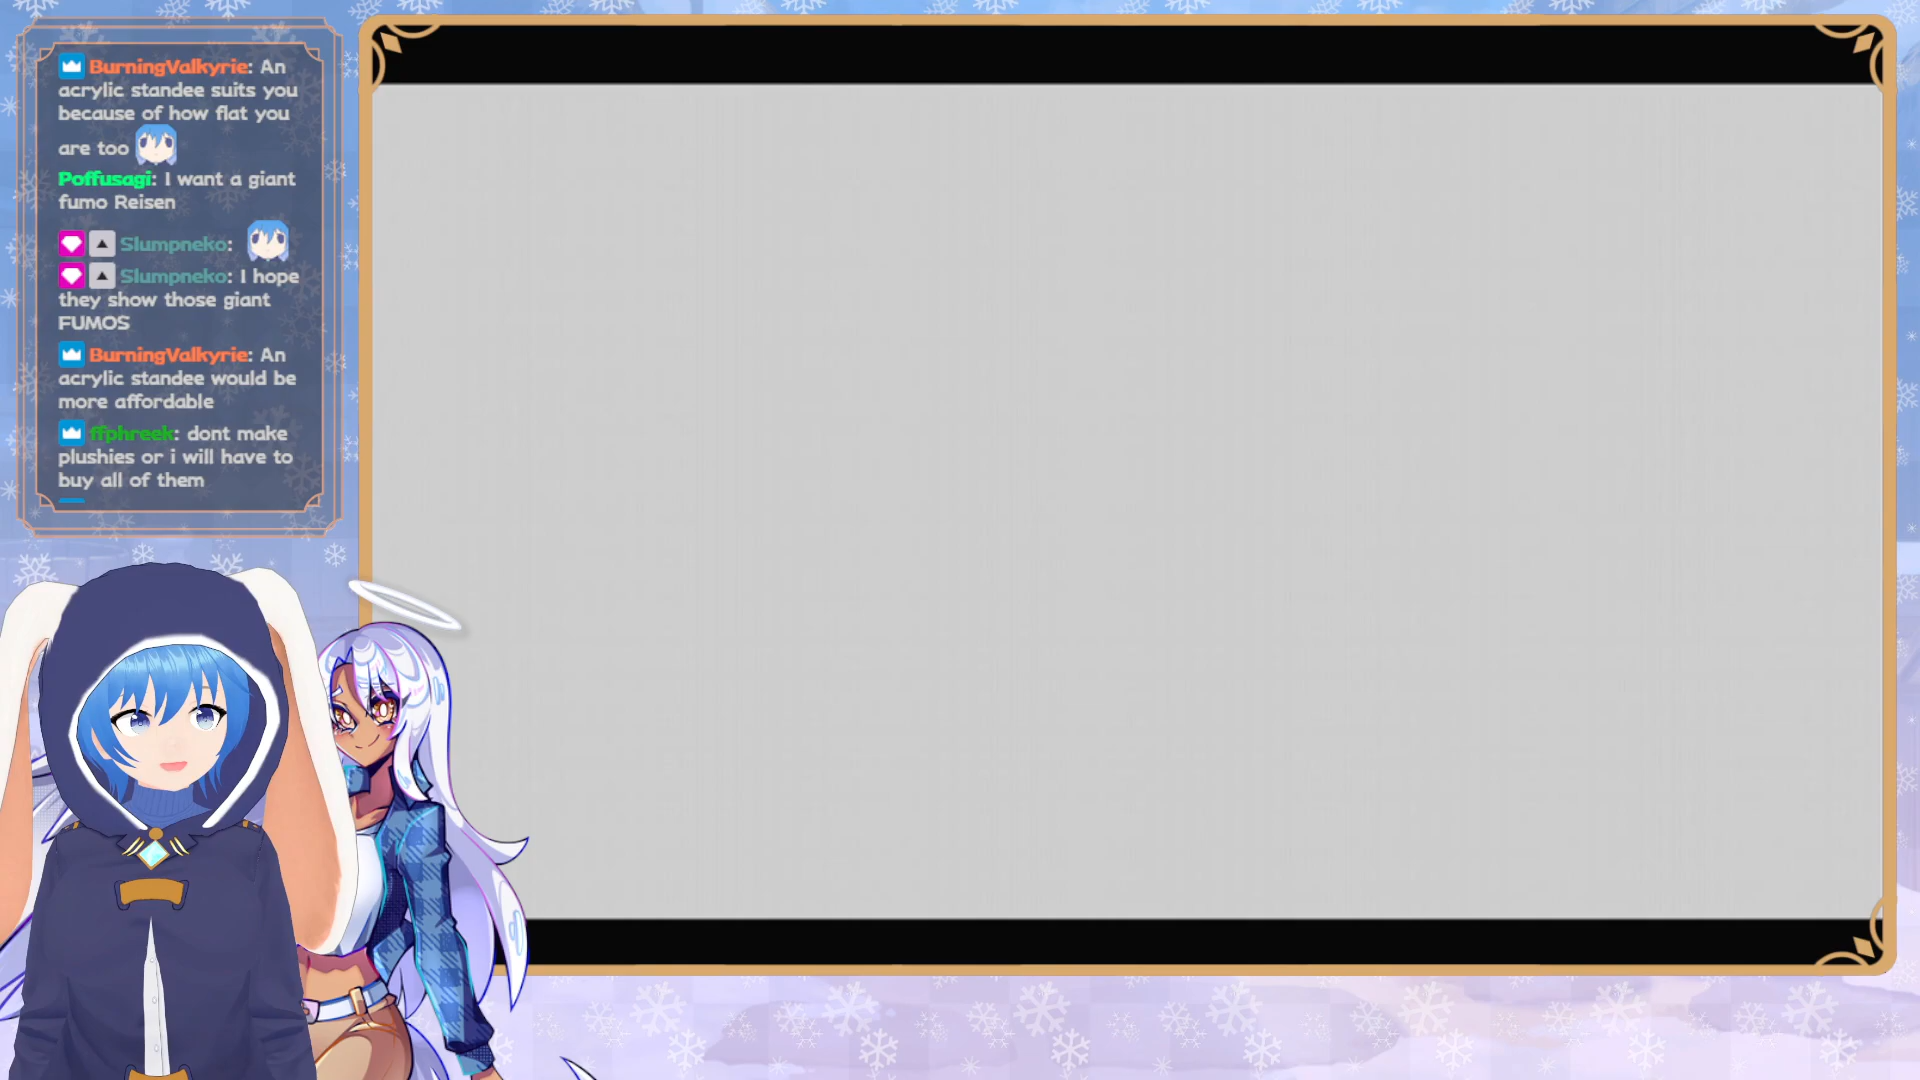 BurningValkyrie: An
acrylic standee suits you
because of how flat you
are too
Poffusagi: I want a giant
fumo Reisen
Slumpneko:
Slumpneko: I hope
they show those giant
FUMOS
BurningValkyrie: An
acrylic standee would be
more affordable
ffphreek: dont make
plushies or i will have to
buy all of them